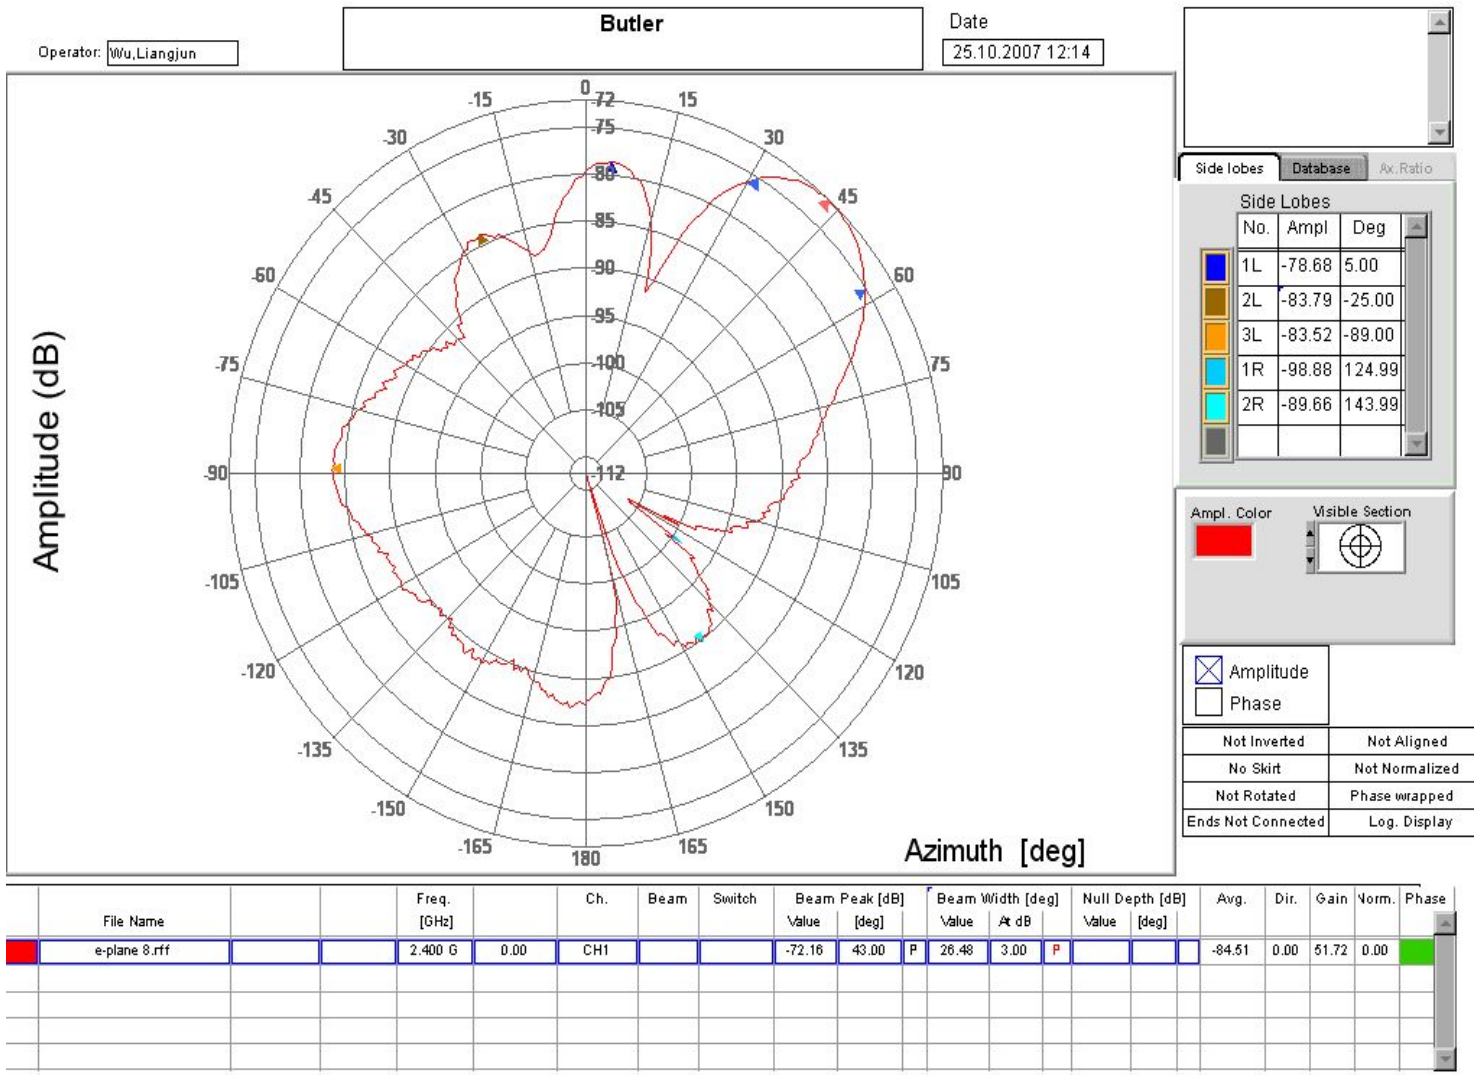 Butler
Date
Operator: Wu,Liangjun
25.10.2007 12:14
0
-72
-15
15
-75
-30
30
-80
-45
45
-85
-60
60
-90
-95
-75
75
-100
-105
-90
-112
90
-105
105
-120
120
-135
135
-150
150
-165
165
180
Amplitude (dB)
Azimuth [deg]
Side lobes Database Ax.Ratio
Side Lobes
No. Ampl Deg
1L -78.68 5.00
2L -83.79 -25.00
3L -83.52 -89.00
1R -98.88 124.99
2R -89.66 143.99
Ampl. Color Visible Section
Amplitude
Phase
Not Inverted Not Aligned
No Skirt Not Normalized
Not Rotated Phase wrapped
Ends Not Connected Log. Display
Freq. Ch. Beam Switch Beam Peak [dB] Beam Width [deg] Null Depth [dB] Avg. Dir. Gain Norm. Phase
File Name [GHz] Value [deg] Value At dB Value [deg]
e-plane 8.rff 2.400 G 0.00 CH1 -72.16 43.00 P 26.48 3.00 P -84.51 0.00 51.72 0.00